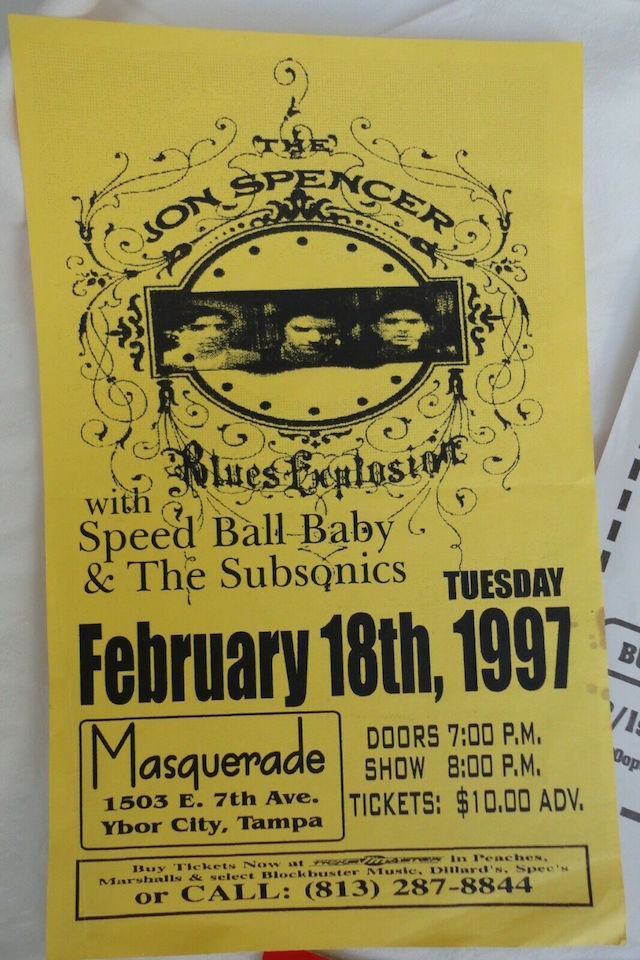 THE
JON SPENCER
Blues Explosion
with
Speed Ball Baby
& The Subsonics
TUESDAY
February 18th, 1997
Masquerade
1503 E. 7th Ave.
Ybor City, Tampa
DOORS 7:00 P.M.
SHOW 8:00 P.M.
TICKETS: $10.00 ADV.
Buy Tickets Now at TICKETMASTER In Peaches,
Marshalls & select Blockbuster Music, Dillard's, Spec's
or CALL: (813) 287-8844